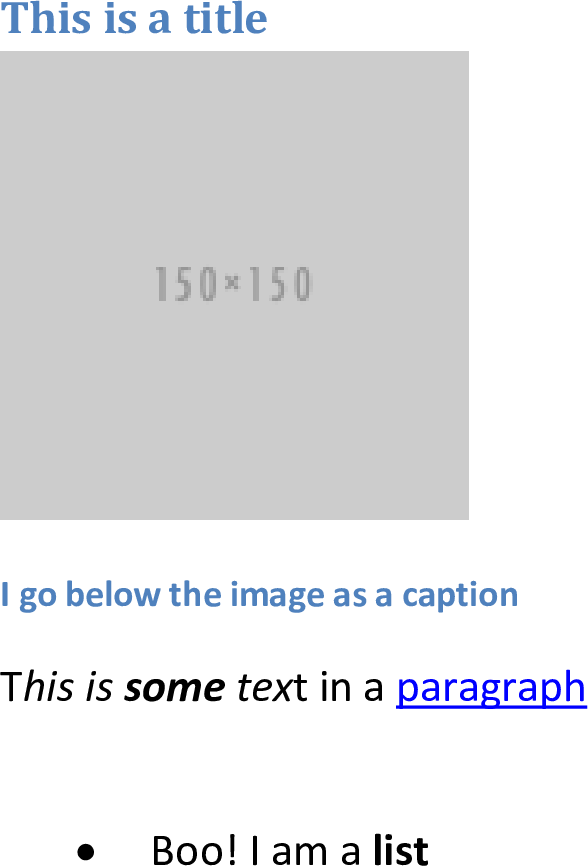 This is a title
150×150
I go below the image as a caption
This is some text in a paragraph
• Boo! I am a list